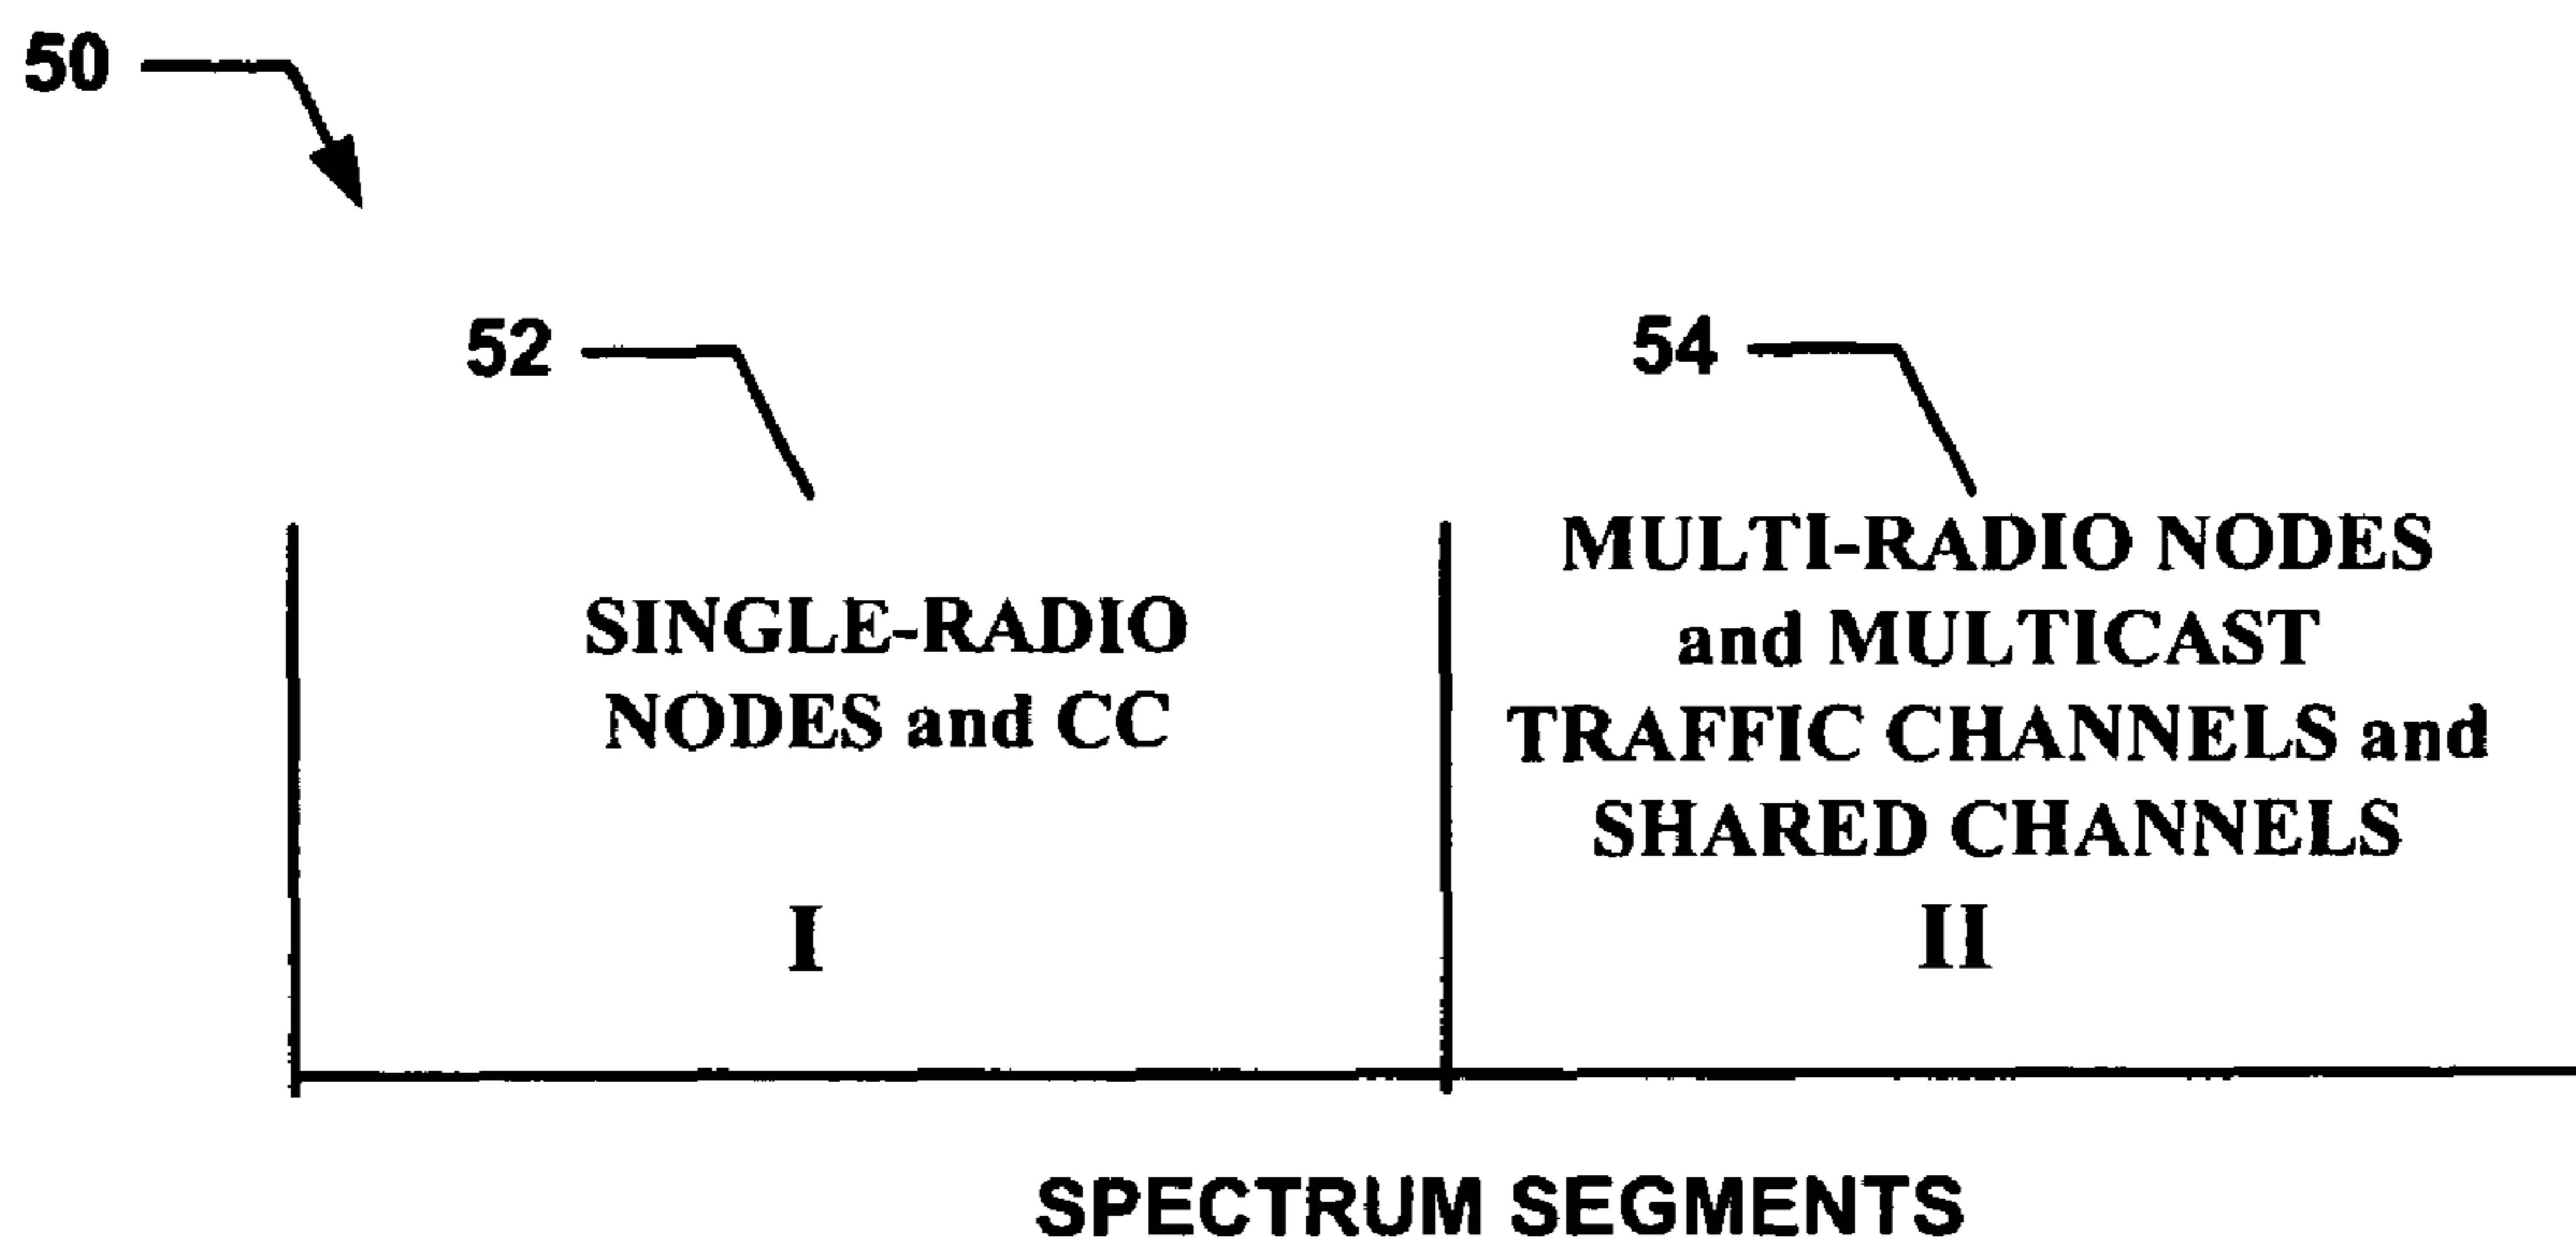 50
52
54
SINGLE-RADIO
NODES and CC
I
MULTI-RADIO NODES
and MULTICAST
TRAFFIC CHANNELS and
SHARED CHANNELS
II
SPECTRUM SEGMENTS